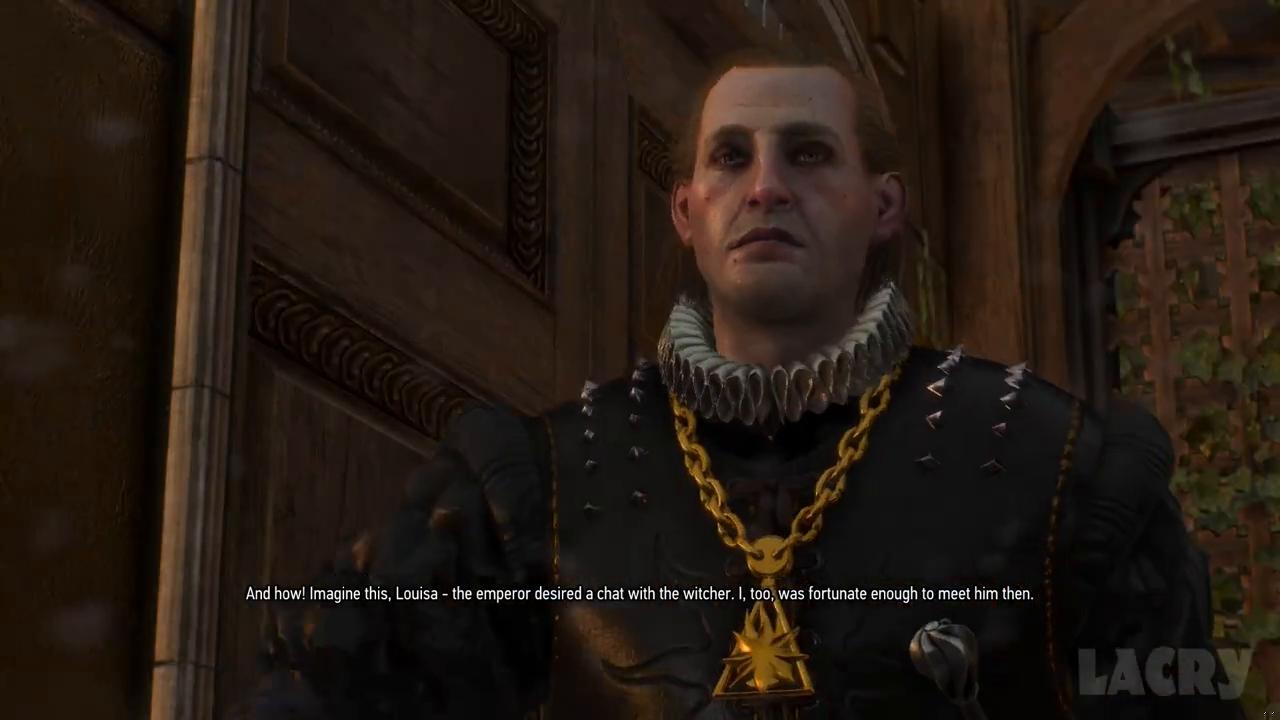 And how! Imagine this, Louisa - the emperor desired a chat with the witcher. I, too, was fortunate enough to meet him then.
LACRY